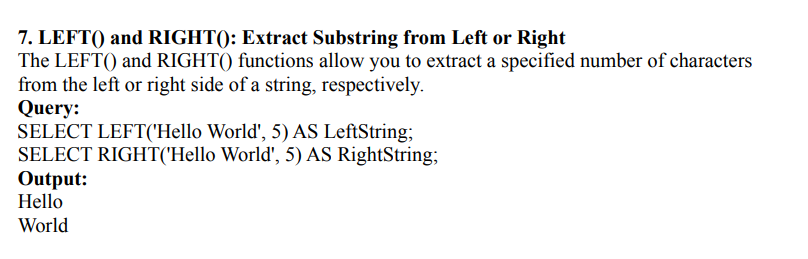 7. LEFT() and RIGHT(): Extract Substring from Left or Right
The LEFT() and RIGHT() functions allow you to extract a specified number of characters
from the left or right side of a string, respectively.
Query:
SELECT LEFT('Hello World', 5) AS LeftString;
SELECT RIGHT('Hello World', 5) AS RightString;
Output:
Hello
World